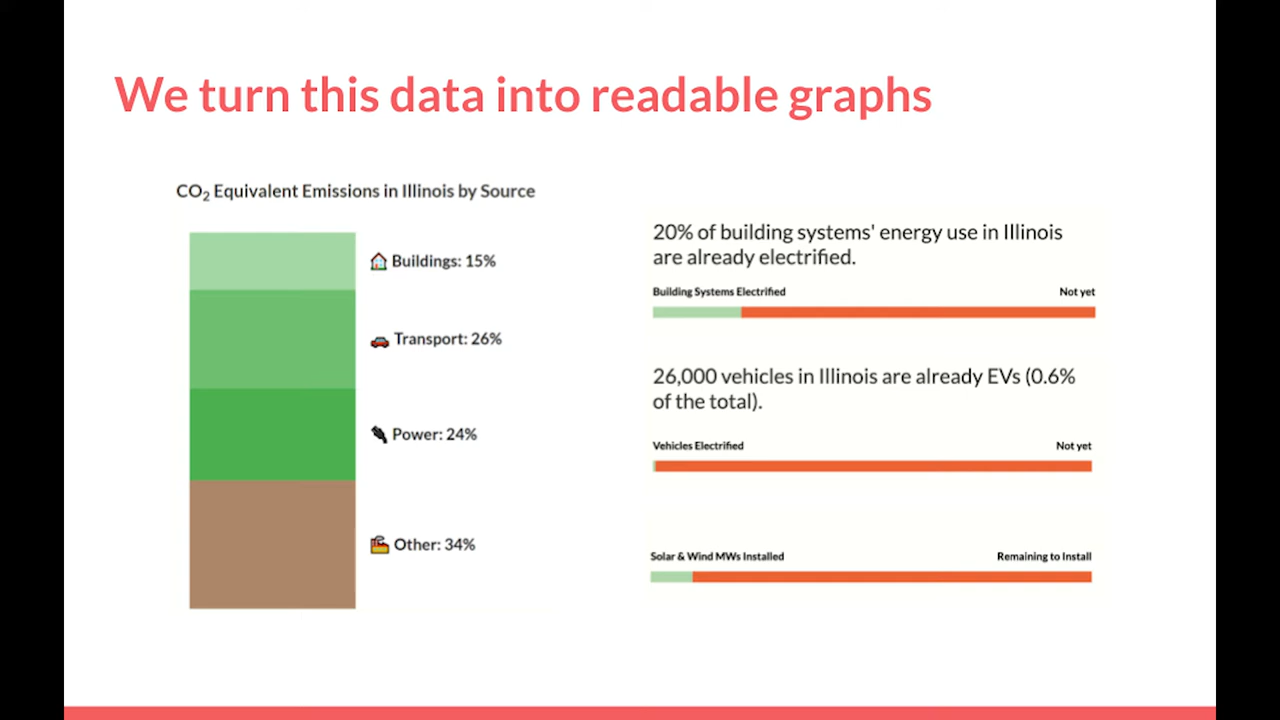 We turn this data into readable graphs
CO₂ Equivalent Emissions in Illinois by Source
Buildings: 15%
Transport: 26%
Power: 24%
Other: 34%
20% of building systems' energy use in Illinois
are already electrified.
Building Systems Electrified
Not yet
26,000 vehicles in Illinois are already EVs (0.6%
of the total).
Vehicles Electrified
Not yet
Solar & Wind MWs Installed
Remaining to Install